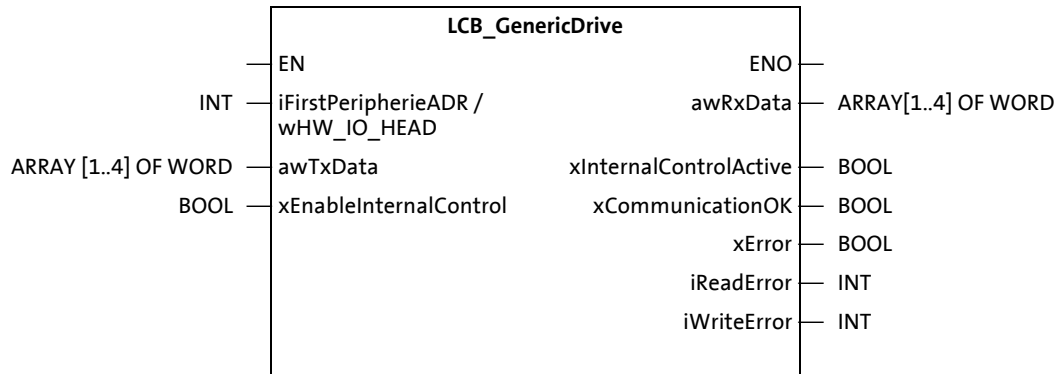 LCB_GenericDrive
EN ENO
INT iFirstPeripherieADR / awRxData ARRAY[1..4] OF WORD
wHW_IO_HEAD
ARRAY [1..4] OF WORD awTxData xInternalControlActive BOOL
BOOL xEnableInternalControl xCommunicationOK BOOL
xError BOOL
iReadError INT
iWriteError INT